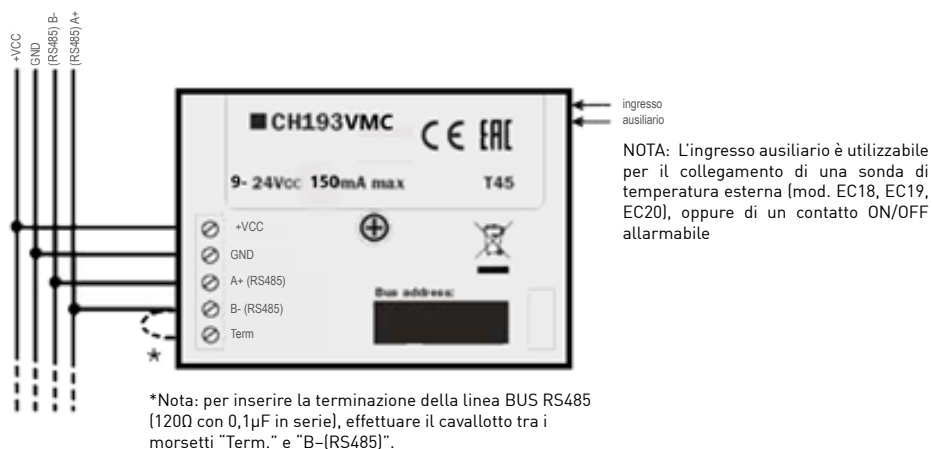 +VCC
GND
(RS485) B-
(RS485) A+
CH193VMC
CE EAC
9- 24Vcc 150mA max T45
+VCC
GND
A+ (RS485)
B- (RS485)
Term
Bus address:
*
ingresso
ausiliario
NOTA: L'ingresso ausiliario è utilizzabile
per il collegamento di una sonda di
temperatura esterna (mod. EC18, EC19,
EC20), oppure di un contatto ON/OFF
allarmabile
*Nota: per inserire la terminazione della linea BUS RS485
(120Ω con 0,1µF in serie), effettuare il cavallotto tra i
morsetti "Term." e "B–(RS485)".